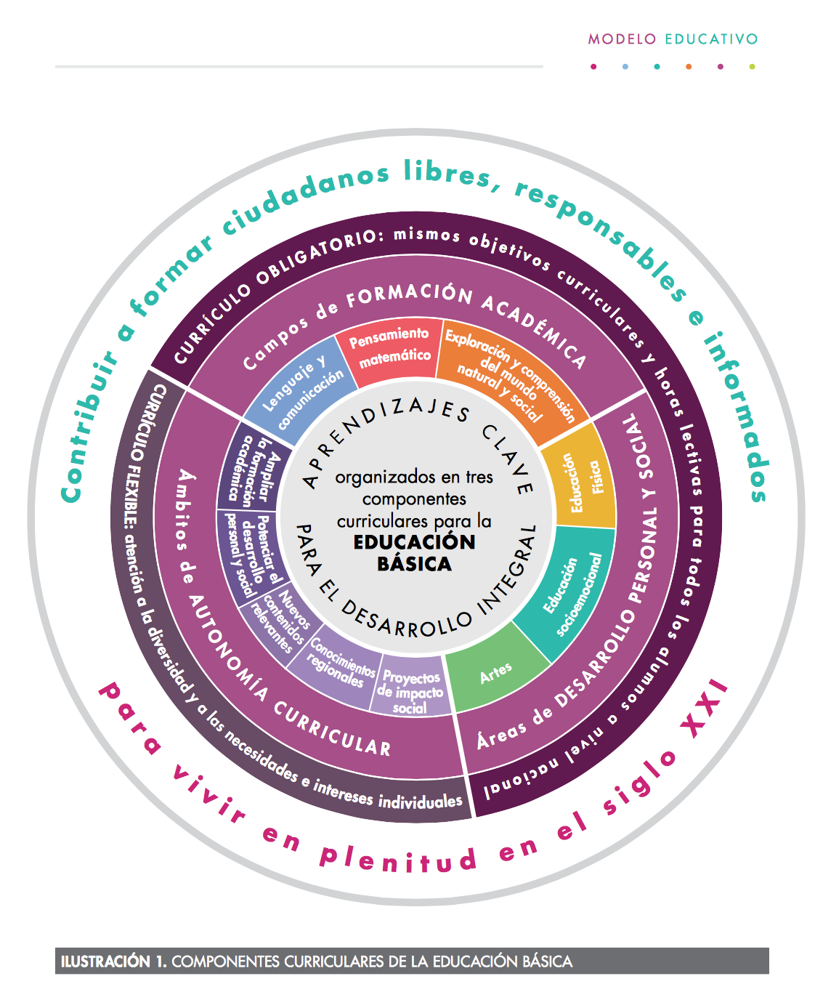 MODELO EDUCATIVO
Contribuir a formar ciudadanos libres, responsables e informados
para vivir en plenitud en el siglo XXI
CURRÍCULO OBLIGATORIO: mismos objetivos curriculares y horas lectivas para todos los alumnos a nivel nacional
CURRÍCULO FLEXIBLE: atención a la diversidad y a las necesidades e intereses individuales
Campos de FORMACIÓN ACADÉMICA
Lenguaje y
comunicación
Pensamiento
matemático
Exploración y comprensión
del mundo
natural y social
Áreas de DESARROLLO PERSONAL Y SOCIAL
Educación
Física
Educación
socioemocional
Artes
Ámbitos de AUTONOMÍA CURRICULAR
Ampliar
la formación
académica
Potenciar el
desarrollo
personal y social
Nuevos
contenidos
relevantes
Conocimientos
regionales
Proyectos
de impacto
social
APRENDIZAJES CLAVE
organizados en tres
componentes
curriculares para la
EDUCACIÓN
BÁSICA
PARA EL DESARROLLO INTEGRAL
ILUSTRACIÓN 1. COMPONENTES CURRICULARES DE LA EDUCACIÓN BÁSICA